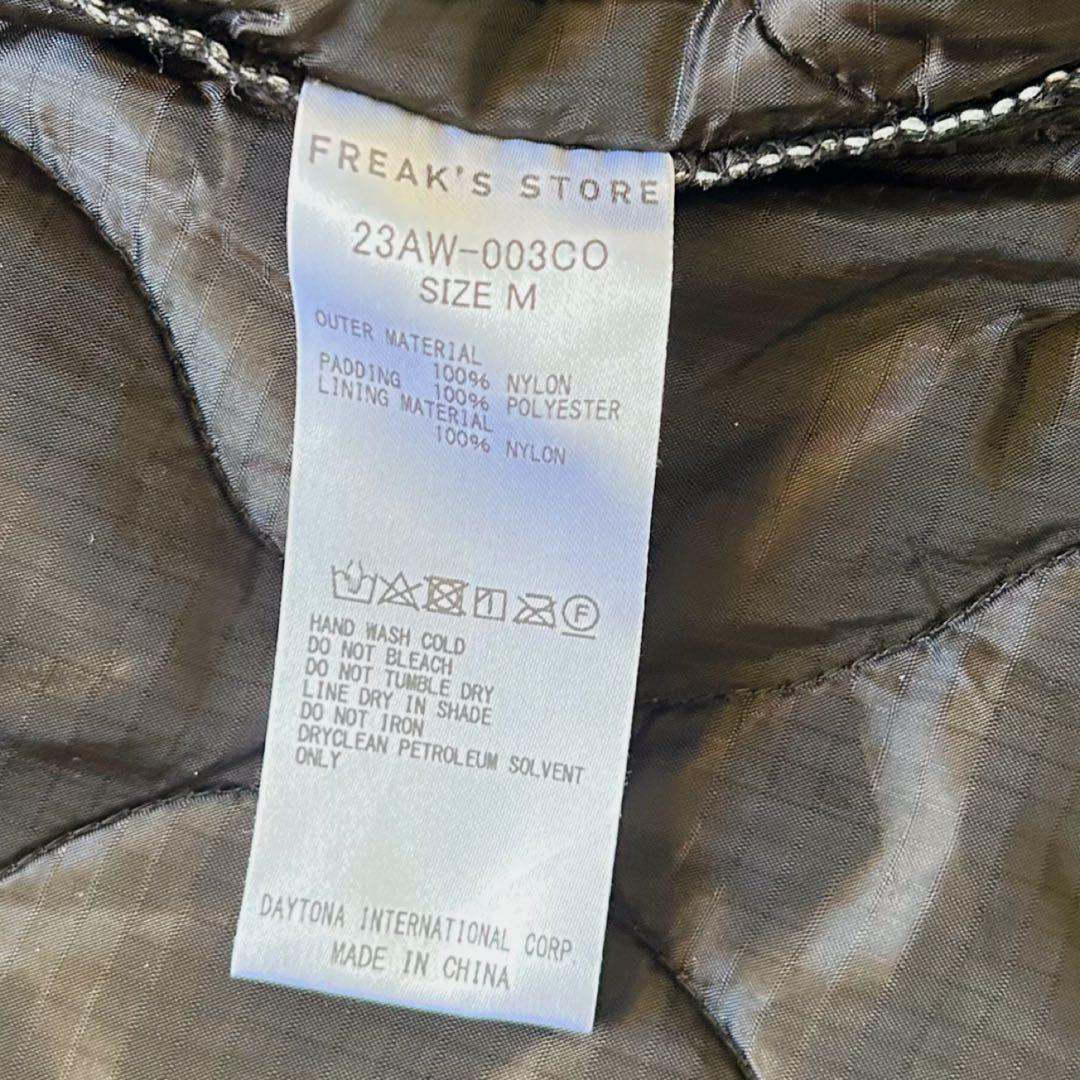 FREAK'S STORE
23AW-003CO
SIZE M
OUTER MATERIAL
100% NYLON
PADDING 100% POLYESTER
LINING MATERIAL
100% NYLON
F
HAND WASH COLD
DO NOT BLEACH
DO NOT TUMBLE DRY
LINE DRY IN SHADE
DO NOT IRON
DRYCLEAN PETROLEUM SOLVENT
ONLY
DAYTONA INTERNATIONAL CORP.
MADE IN CHINA